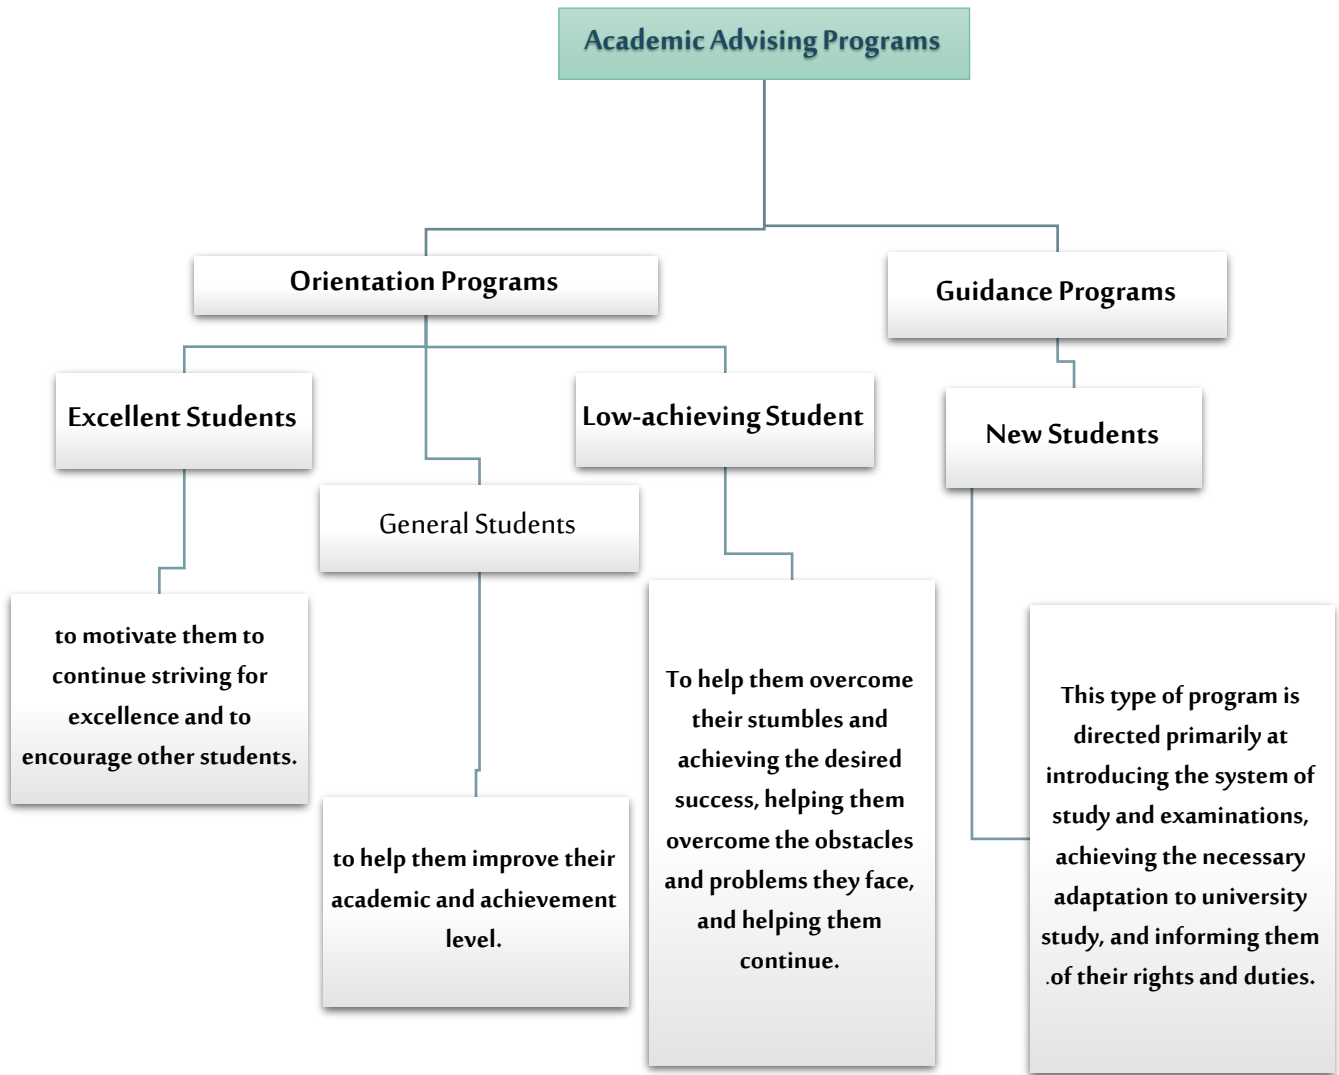 Academic Advising Programs
Orientation Programs
Guidance Programs
Excellent Students
Low-achieving Student
New Students
General Students
to motivate them to
continue striving for
excellence and to
encourage other students.
to help them improve their
academic and achievement
level.
To help them overcome
their stumbles and
achieving the desired
success, helping them
overcome the obstacles
and problems they face,
and helping them
continue.
This type of program is
directed primarily at
introducing the system of
study and examinations,
achieving the necessary
adaptation to university
study, and informing them
.of their rights and duties.